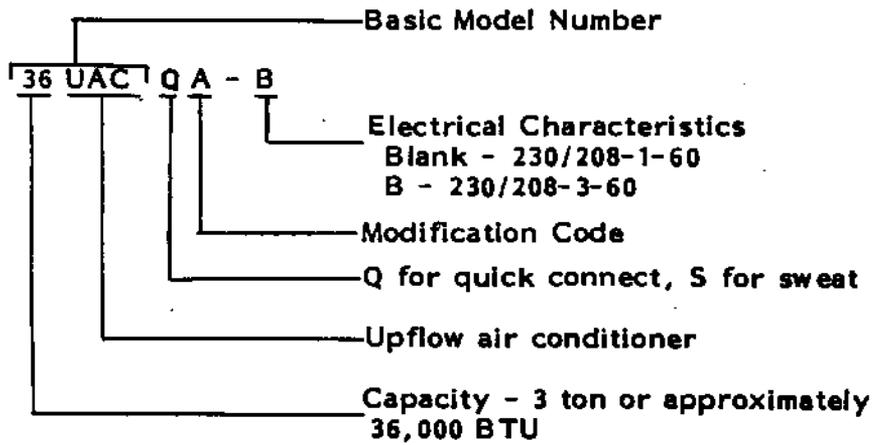 Basic Model Number
36 UAC Q A - B
Electrical Characteristics
Blank - 230/208-1-60
B - 230/208-3-60
Modification Code
Q for quick connect, S for sweat
Upflow air conditioner
Capacity - 3 ton or approximately
36,000 BTU